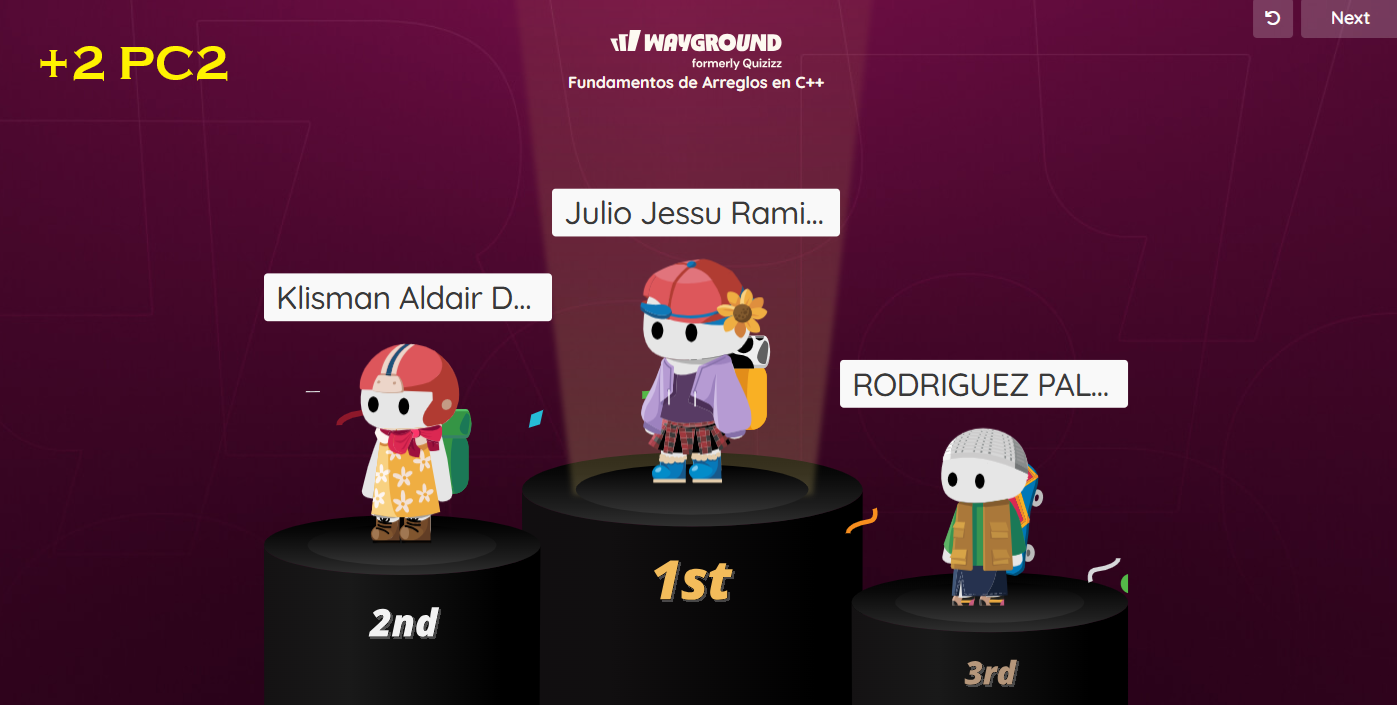 Next
+2 PC2
WAYGROUND
formerly Quizizz
Fundamentos de Arreglos en C++
Julio Jessu Rami...
Klisman Aldair D...
RODRIGUEZ PAL...
1st
2nd
3rd